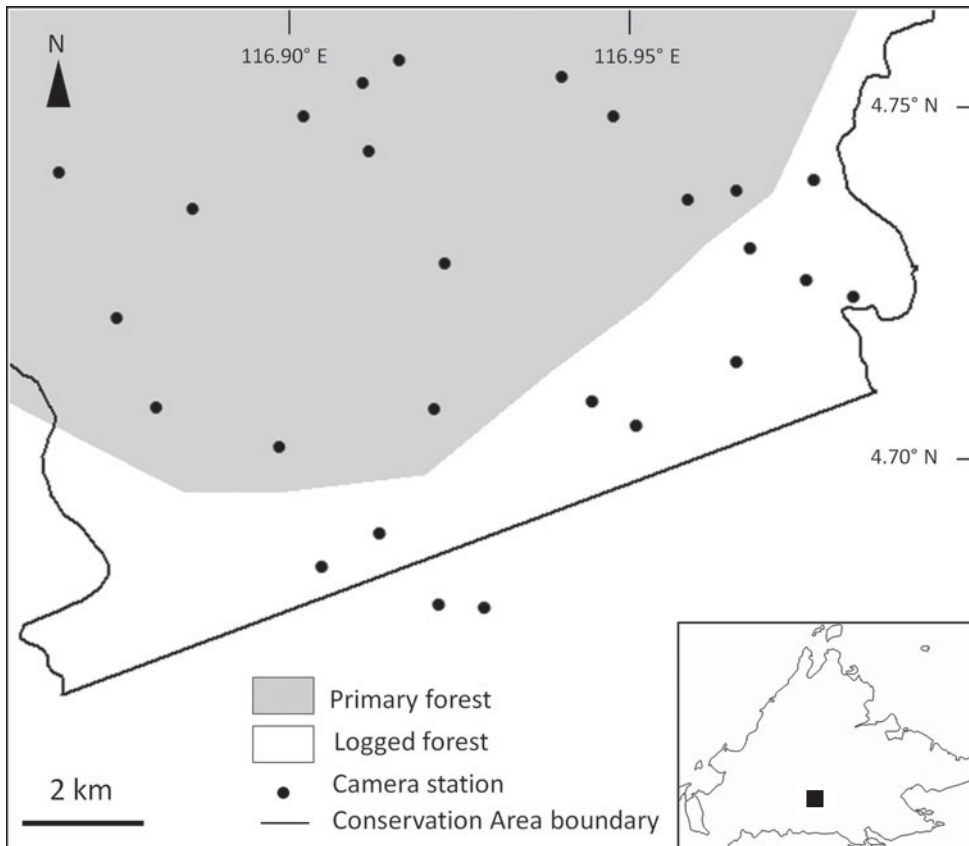 N
116.90° E
116.95° E
4.75° N
4.70° N
Primary forest
Logged forest
Camera station
Conservation Area boundary
2 km